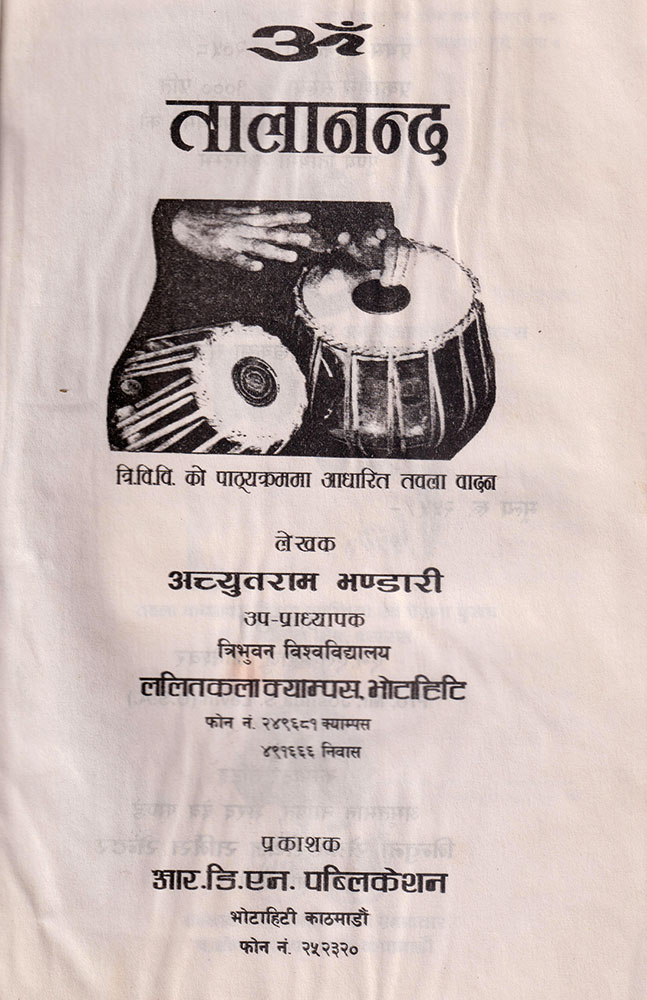 ॐ
तालानन्द
त्रि.वि.वि. को पाठ्यक्रममा आधारित तवला वादन
लेखक
अच्युतराम भण्डारी
उप-प्राध्यापक
त्रिभुवन विश्वविद्यालय
ललितकला क्याम्पस, भोटाहिटि
फोन नं. २४९६८१ क्याम्पस
४९१६६६ निवास
प्रकाशक
आर.डि.एन. पब्लिकेशन
भोटाहिटी काठमाडौं
फोन नं. २५२३२०